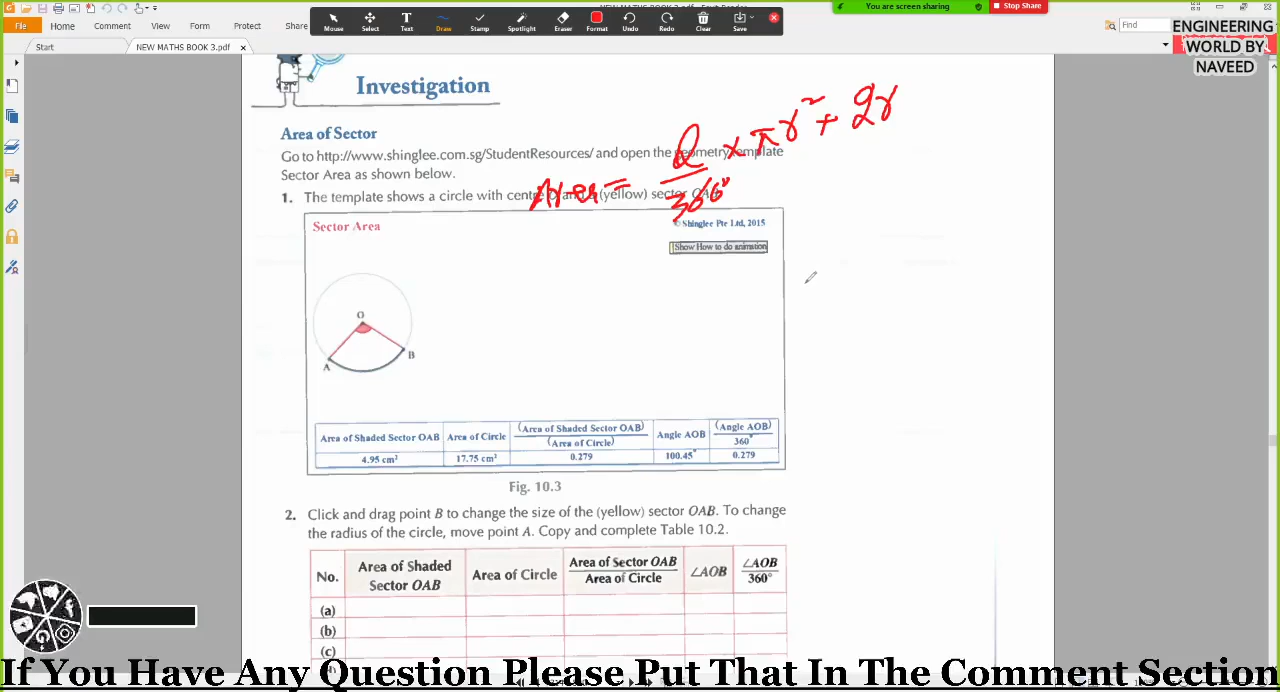 You are screen sharing
Stop Share
File Home Comment View Form Protect Share
Mouse Select Text Draw Stamp Spotlight Eraser Format Undo Redo Clear Save
Find
ENGINEERING
WORLD BY
NAVEED
Start
NEW MATHS BOOK 3.pdf
Investigation
Area of Sector
Go to http://www.shinglee.com.sg/StudentResources/ and open the geometry template
Sector Area as shown below.
1. The template shows a circle with centre and (yellow) sector OAB.
Area = 360° × πr² + 2r
Sector Area
© Shinglee Pte Ltd, 2015
Show How to do animation
O
A
B
Area of Shaded Sector OAB Area of Circle (Area of Shaded Sector OAB) / (Area of Circle) Angle AOB (Angle AOB) / 360°
4.95 cm² 17.75 cm² 0.279 100.45° 0.279
Fig. 10.3
2. Click and drag point B to change the size of the (yellow) sector OAB. To change
the radius of the circle, move point A. Copy and complete Table 10.2.
No. Area of Shaded Sector OAB Area of Circle Area of Sector OAB / Area of Circle ∠AOB ∠AOB / 360°
(a)
(b)
(c)
If You Have Any Question Please Put That In The Comment Section